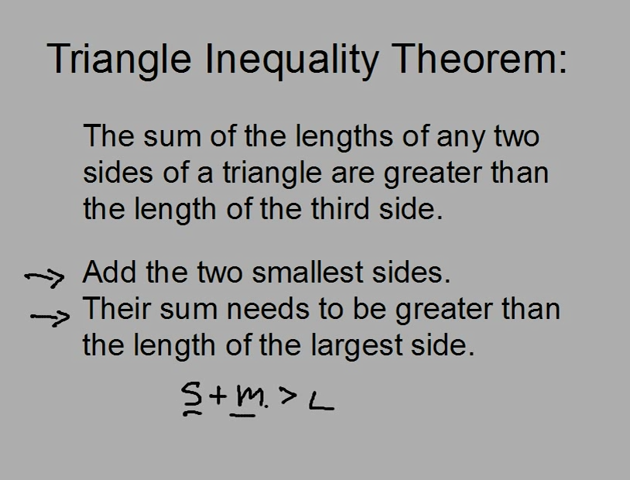 Triangle Inequality Theorem:
The sum of the lengths of any two
sides of a triangle are greater than
the length of the third side.
Add the two smallest sides.
Their sum needs to be greater than
the length of the largest side.
S + m. > L